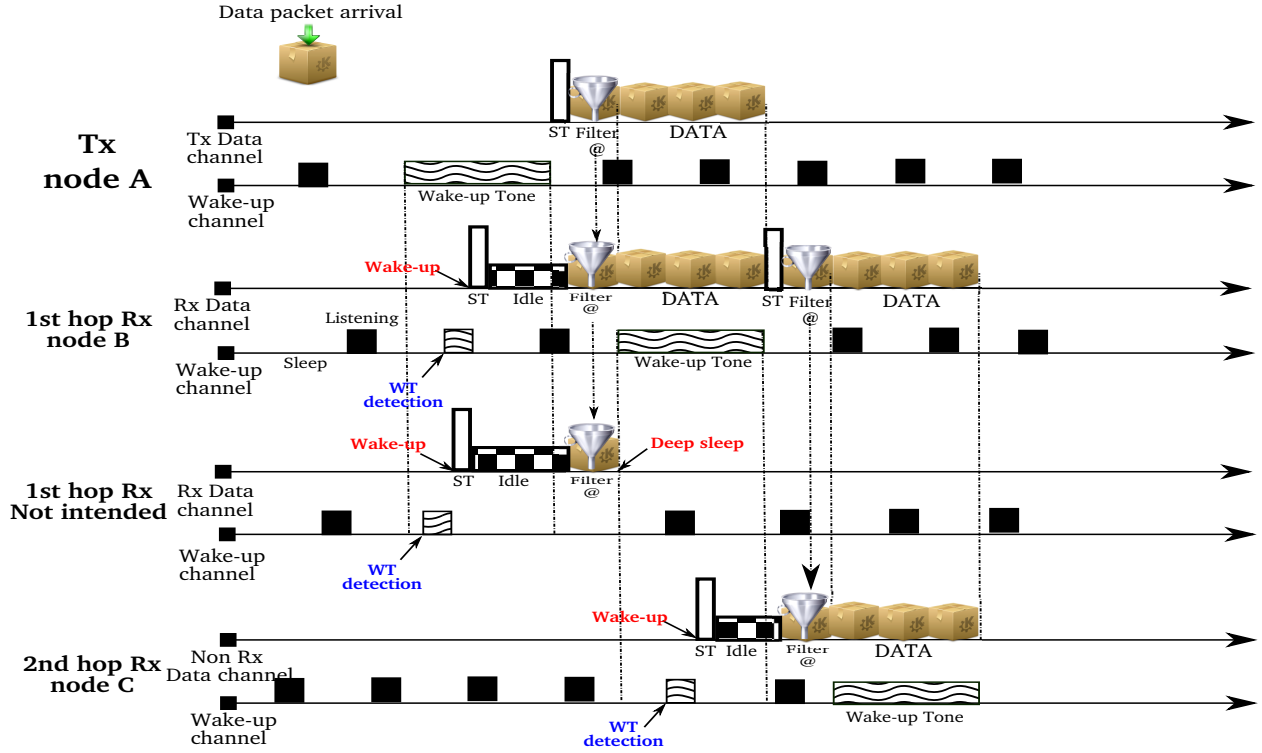 Data packet arrival
Tx
node A
Tx Data
channel
ST Filter
@
DATA
Wake-up
channel
Wake-up Tone
1st hop Rx
node B
Rx Data
channel
Wake-up
ST
Idle
Filter
@
DATA
ST
Filter
@
DATA
Listening
Sleep
Wake-up
channel
WT
detection
Wake-up Tone
1st hop Rx
Not intended
Rx Data
channel
Wake-up
ST
Idle
Filter
@
Deep sleep
Wake-up
channel
WT
detection
2nd hop Rx
node C
Non Rx
Data channel
Wake-up
ST
Idle
Filter
@
DATA
Wake-up
channel
WT
detection
Wake-up Tone